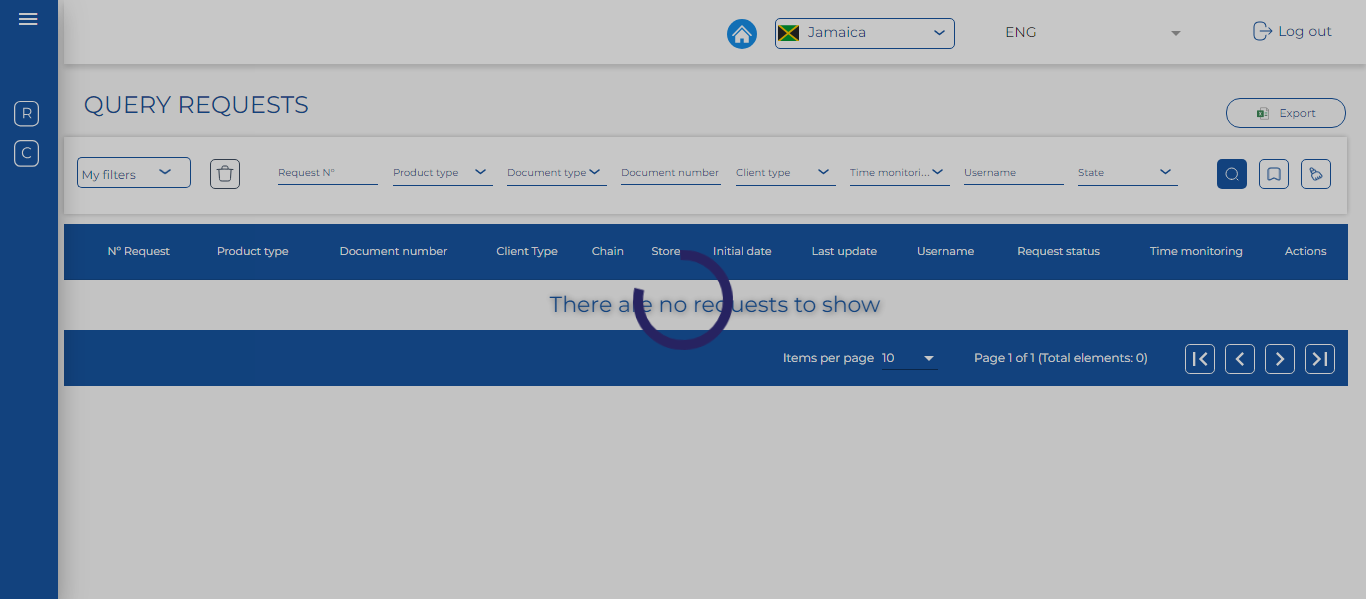 Jamaica
ENG
Log out
R
C
QUERY REQUESTS
Export
My filters
Request Nº
Product type
Document type
Document number
Client type
Time monitori...
Username
State
Nº Request Product type Document number Client Type Chain Store Initial date Last update Username Request status Time monitoring Actions
There are no requests to show
Items per page 10
Page 1 of 1 (Total elements: 0)